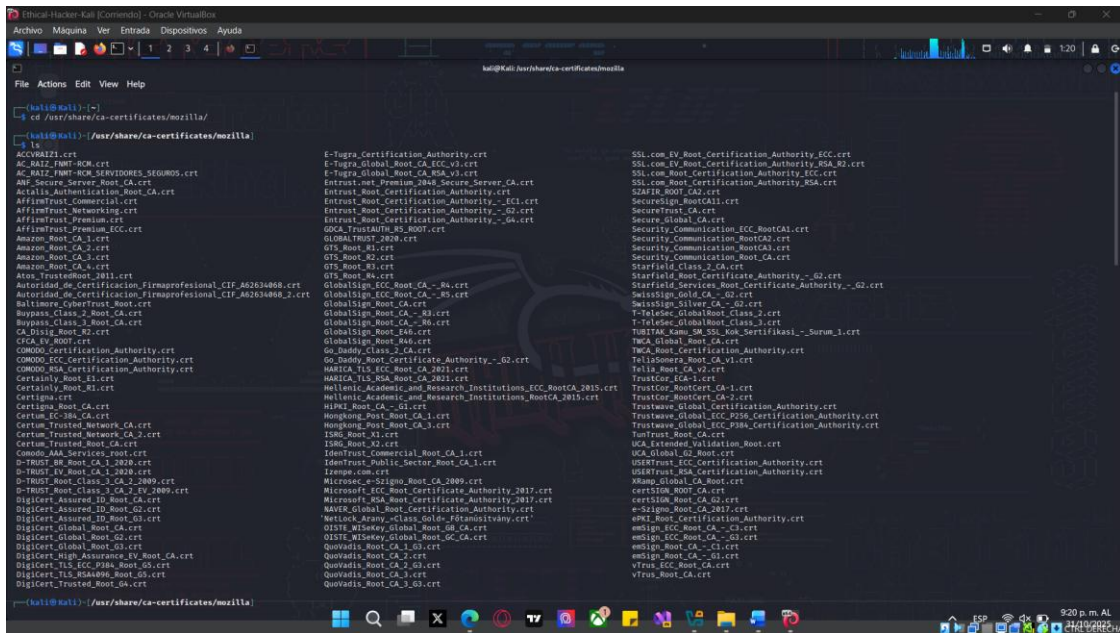 Ethical-Hacker-Kali [Corriendo] - Oracle VirtualBox
Archivo Máquina Ver Entrada Dispositivos Ayuda
1 2 3 4
1:20
kali@Kali: /usr/share/ca-certificates/mozilla
File Actions Edit View Help
(kali㉿Kali)-[~]
$ cd /usr/share/ca-certificates/mozilla/
(kali㉿Kali)-[/usr/share/ca-certificates/mozilla]
$ ls
ACCVRAIZ1.crt E-Tugra_Certification_Authority.crt SSL.com_EV_Root_Certification_Authority_ECC.crt
AC_RAIZ_FNMT-RCM.crt E-Tugra_Global_Root_CA_ECC_v3.crt SSL.com_EV_Root_Certification_Authority_RSA_R2.crt
AC_RAIZ_FNMT-RCM_SERVIDORES_SEGUROS.crt E-Tugra_Global_Root_CA_RSA_v3.crt SSL.com_Root_Certification_Authority_ECC.crt
ANF_Secure_Server_Root_CA.crt Entrust.net_Premium_2048_Secure_Server_CA.crt SSL.com_Root_Certification_Authority_RSA.crt
Actalis_Authentication_Root_CA.crt Entrust_Root_Certification_Authority.crt SZAFIR_ROOT_CA2.crt
AffirmTrust_Commercial.crt Entrust_Root_Certification_Authority_-_EC1.crt SecureSign_RootCA11.crt
AffirmTrust_Networking.crt Entrust_Root_Certification_Authority_-_G2.crt SecureTrust_CA.crt
AffirmTrust_Premium.crt Entrust_Root_Certification_Authority_-_G4.crt Secure_Global_CA.crt
AffirmTrust_Premium_ECC.crt GDCA_TrustAUTH_R5_ROOT.crt Security_Communication_ECC_RootCA1.crt
Amazon_Root_CA_1.crt GLOBALTRUST_2020.crt Security_Communication_RootCA2.crt
Amazon_Root_CA_2.crt GTS_Root_R1.crt Security_Communication_RootCA3.crt
Amazon_Root_CA_3.crt GTS_Root_R2.crt Security_Communication_Root_CA.crt
Amazon_Root_CA_4.crt GTS_Root_R3.crt Starfield_Class_2_CA.crt
Atos_TrustedRoot_2011.crt GTS_Root_R4.crt Starfield_Root_Certificate_Authority_-_G2.crt
Autoridad_de_Certificacion_Firmaprofesional_CIF_A62634068.crt GlobalSign_ECC_Root_CA_-_R4.crt Starfield_Services_Root_Certificate_Authority_-_G2.crt
Autoridad_de_Certificacion_Firmaprofesional_CIF_A62634068_2.crt GlobalSign_ECC_Root_CA_-_R5.crt SwissSign_Gold_CA_-_G2.crt
Baltimore_CyberTrust_Root.crt GlobalSign_Root_CA.crt SwissSign_Silver_CA_-_G2.crt
Buypass_Class_2_Root_CA.crt GlobalSign_Root_CA_-_R3.crt T-TeleSec_GlobalRoot_Class_2.crt
Buypass_Class_3_Root_CA.crt GlobalSign_Root_CA_-_R6.crt T-TeleSec_GlobalRoot_Class_3.crt
CA_Disig_Root_R2.crt GlobalSign_Root_E46.crt TUBITAK_Kamu_SM_SSL_Kok_Sertifikasi_-_Surum_1.crt
CFCA_EV_ROOT.crt GlobalSign_Root_R46.crt TWCA_Global_Root_CA.crt
COMODO_Certification_Authority.crt Go_Daddy_Class_2_CA.crt TWCA_Root_Certification_Authority.crt
COMODO_ECC_Certification_Authority.crt Go_Daddy_Root_Certificate_Authority_-_G2.crt TeliaSonera_Root_CA_v1.crt
COMODO_RSA_Certification_Authority.crt HARICA_TLS_ECC_Root_CA_2021.crt Telia_Root_CA_v2.crt
Certainly_Root_E1.crt HARICA_TLS_RSA_Root_CA_2021.crt TrustCor_ECA-1.crt
Certainly_Root_R1.crt Hellenic_Academic_and_Research_Institutions_ECC_RootCA_2015.crt TrustCor_RootCert_CA-1.crt
Certigna.crt Hellenic_Academic_and_Research_Institutions_RootCA_2015.crt TrustCor_RootCert_CA-2.crt
Certigna_Root_CA.crt HiPKI_Root_CA_-_G1.crt Trustwave_Global_Certification_Authority.crt
Certum_EC-384_CA.crt Hongkong_Post_Root_CA_1.crt Trustwave_Global_ECC_P256_Certification_Authority.crt
Certum_Trusted_Network_CA.crt Hongkong_Post_Root_CA_3.crt Trustwave_Global_ECC_P384_Certification_Authority.crt
Certum_Trusted_Network_CA_2.crt ISRG_Root_X1.crt TunTrust_Root_CA.crt
Certum_Trusted_Root_CA.crt ISRG_Root_X2.crt UCA_Extended_Validation_Root.crt
Comodo_AAA_Services_root.crt IdenTrust_Commercial_Root_CA_1.crt UCA_Global_G2_Root.crt
D-TRUST_BR_Root_CA_1_2020.crt IdenTrust_Public_Sector_Root_CA_1.crt USERTrust_ECC_Certification_Authority.crt
D-TRUST_EV_Root_CA_1_2020.crt Izenpe.com.crt USERTrust_RSA_Certification_Authority.crt
D-TRUST_Root_Class_3_CA_2_2009.crt Microsec_e-Szigno_Root_CA_2009.crt XRamp_Global_CA_Root.crt
D-TRUST_Root_Class_3_CA_2_EV_2009.crt Microsoft_ECC_Root_Certificate_Authority_2017.crt certSIGN_ROOT_CA.crt
DigiCert_Assured_ID_Root_CA.crt Microsoft_RSA_Root_Certificate_Authority_2017.crt certSIGN_Root_CA_G2.crt
DigiCert_Assured_ID_Root_G2.crt NAVER_Global_Root_Certification_Authority.crt e-Szigno_Root_CA_2017.crt
DigiCert_Assured_ID_Root_G3.crt 'NetLock_Arany_=Class_Gold=_Főtanúsítvány.crt' ePKI_Root_Certification_Authority.crt
DigiCert_Global_Root_CA.crt OISTE_WISeKey_Global_Root_GB_CA.crt emSign_ECC_Root_CA_-_C3.crt
DigiCert_Global_Root_G2.crt OISTE_WISeKey_Global_Root_GC_CA.crt emSign_ECC_Root_CA_-_G3.crt
DigiCert_Global_Root_G3.crt QuoVadis_Root_CA_1_G3.crt emSign_Root_CA_-_C1.crt
DigiCert_High_Assurance_EV_Root_CA.crt QuoVadis_Root_CA_2.crt emSign_Root_CA_-_G1.crt
DigiCert_TLS_ECC_P384_Root_G5.crt QuoVadis_Root_CA_2_G3.crt vTrus_ECC_Root_CA.crt
DigiCert_TLS_RSA4096_Root_G5.crt QuoVadis_Root_CA_3.crt vTrus_Root_CA.crt
DigiCert_Trusted_Root_G4.crt QuoVadis_Root_CA_3_G3.crt
(kali㉿Kali)-[/usr/share/ca-certificates/mozilla]
ESP
9:20 p. m. AL
31/10/2025
CTRL DERECHA